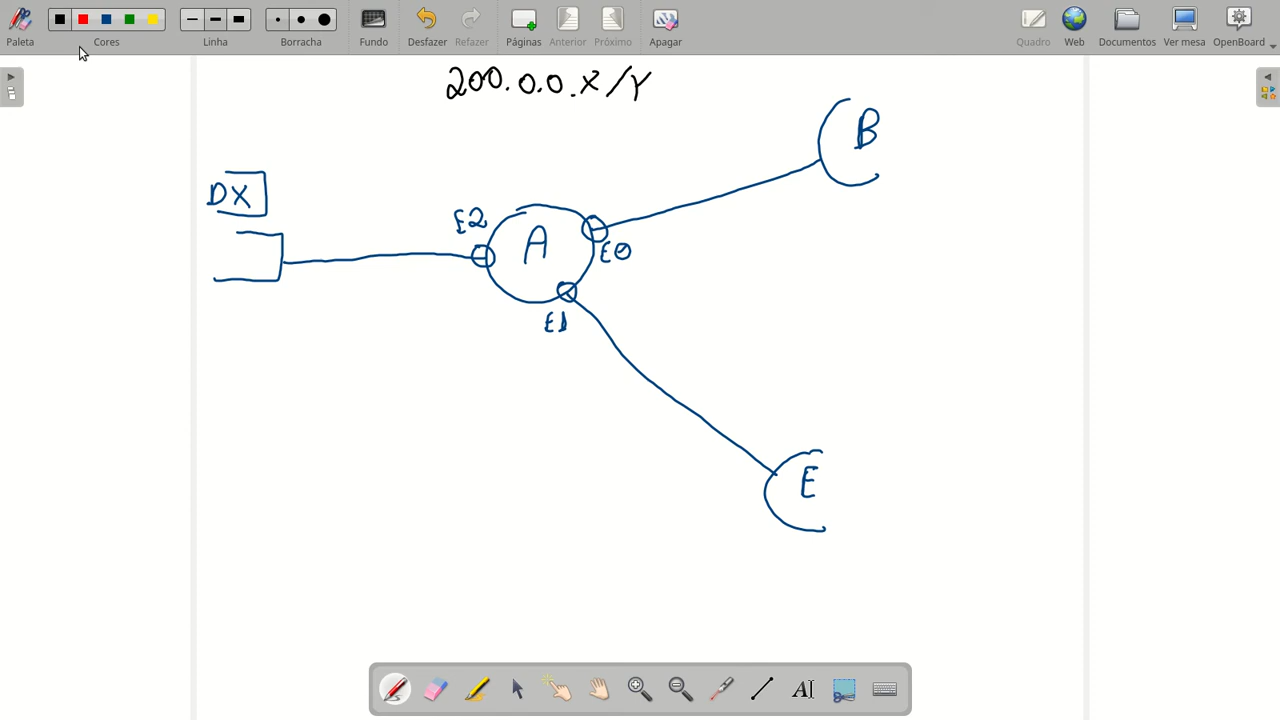 Paleta Cores Linha Borracha Fundo Desfazer Refazer Páginas Anterior Próximo Apagar Quadro Web Documentos Ver mesa OpenBoard
200.0.0.X/Y
B
DX
E2
A
E0
E1
E
AI